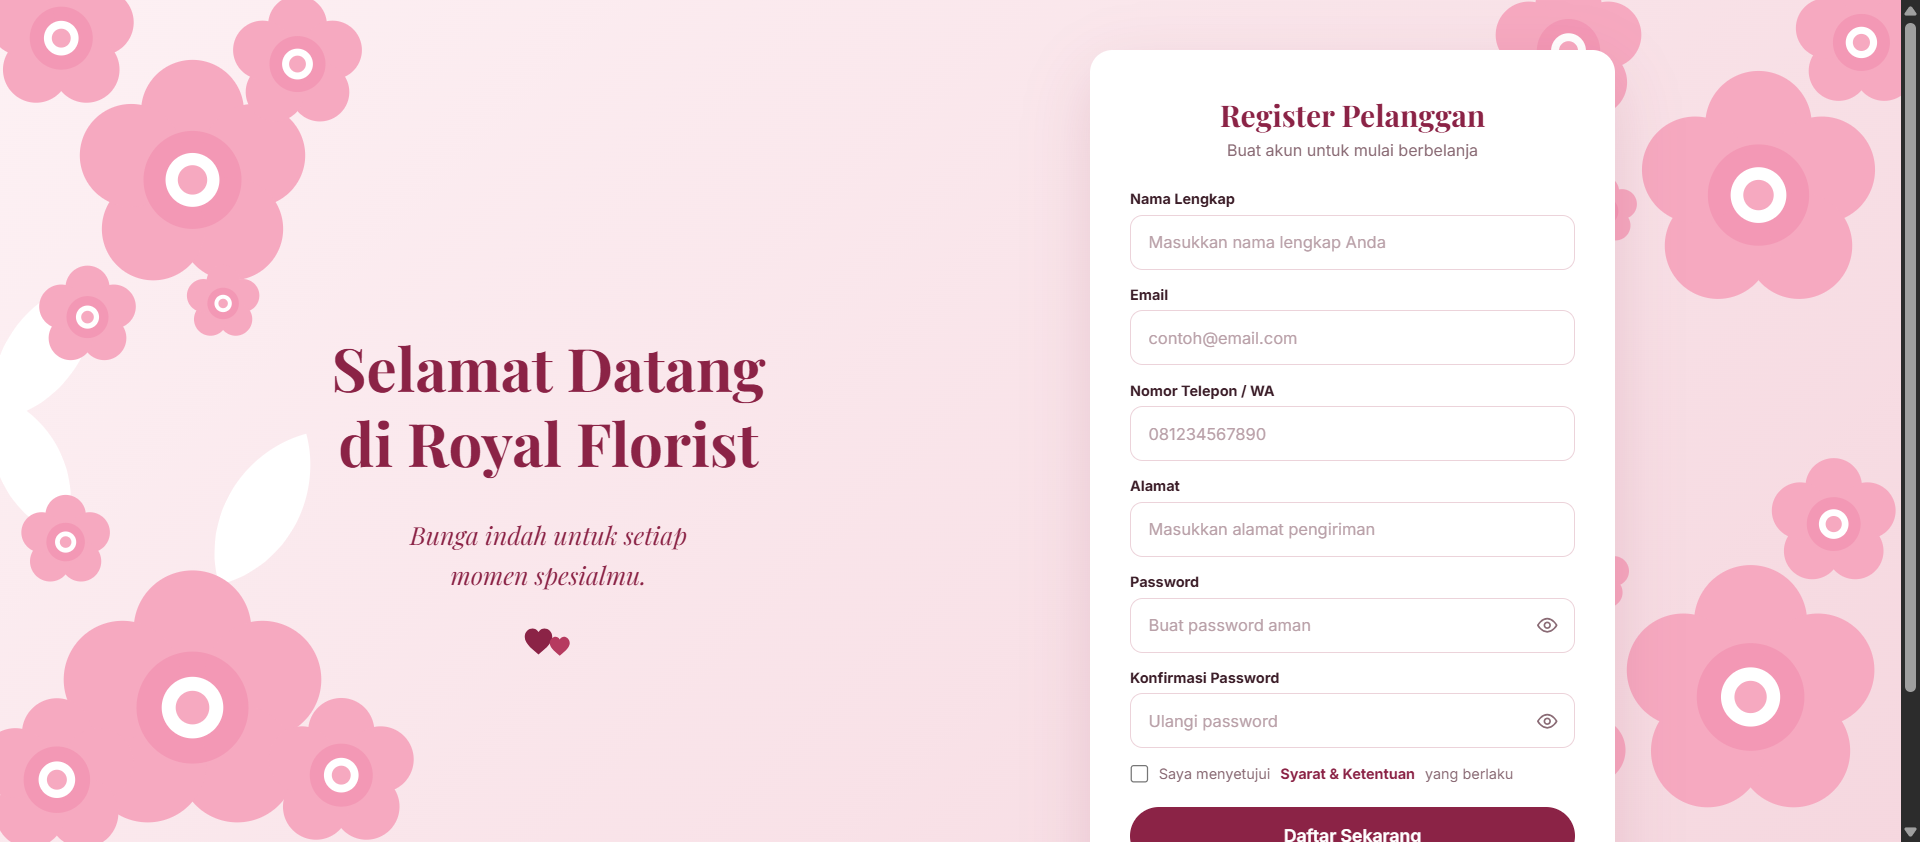 Selamat Datang
di Royal Florist
Bunga indah untuk setiap
momen spesialmu.
Register Pelanggan
Buat akun untuk mulai berbelanja
Nama Lengkap
Masukkan nama lengkap Anda
Email
contoh@email.com
Nomor Telepon / WA
081234567890
Alamat
Masukkan alamat pengiriman
Password
Buat password aman
Konfirmasi Password
Ulangi password
Saya menyetujui Syarat & Ketentuan yang berlaku
Daftar Sekarang